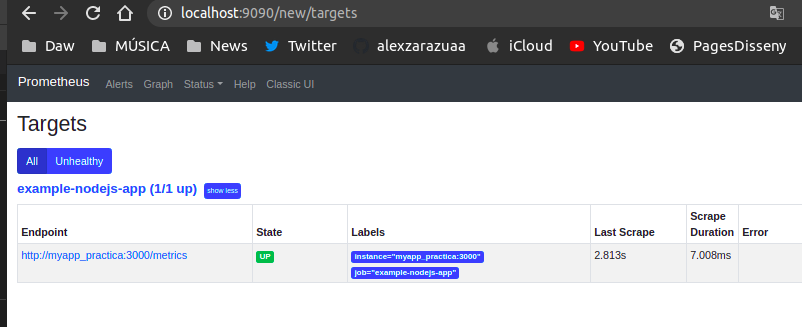 localhost:9090/new/targets
Daw MÚSICA News Twitter alexzarazuaa iCloud YouTube PagesDisseny
Prometheus Alerts Graph Status Help Classic UI
Targets
All Unhealthy
example-nodejs-app (1/1 up) show less
Endpoint State Labels Last Scrape Scrape Duration Error
http://myapp_practica:3000/metrics UP instance="myapp_practica:3000" 2.813s 7.008ms
job="example-nodejs-app"